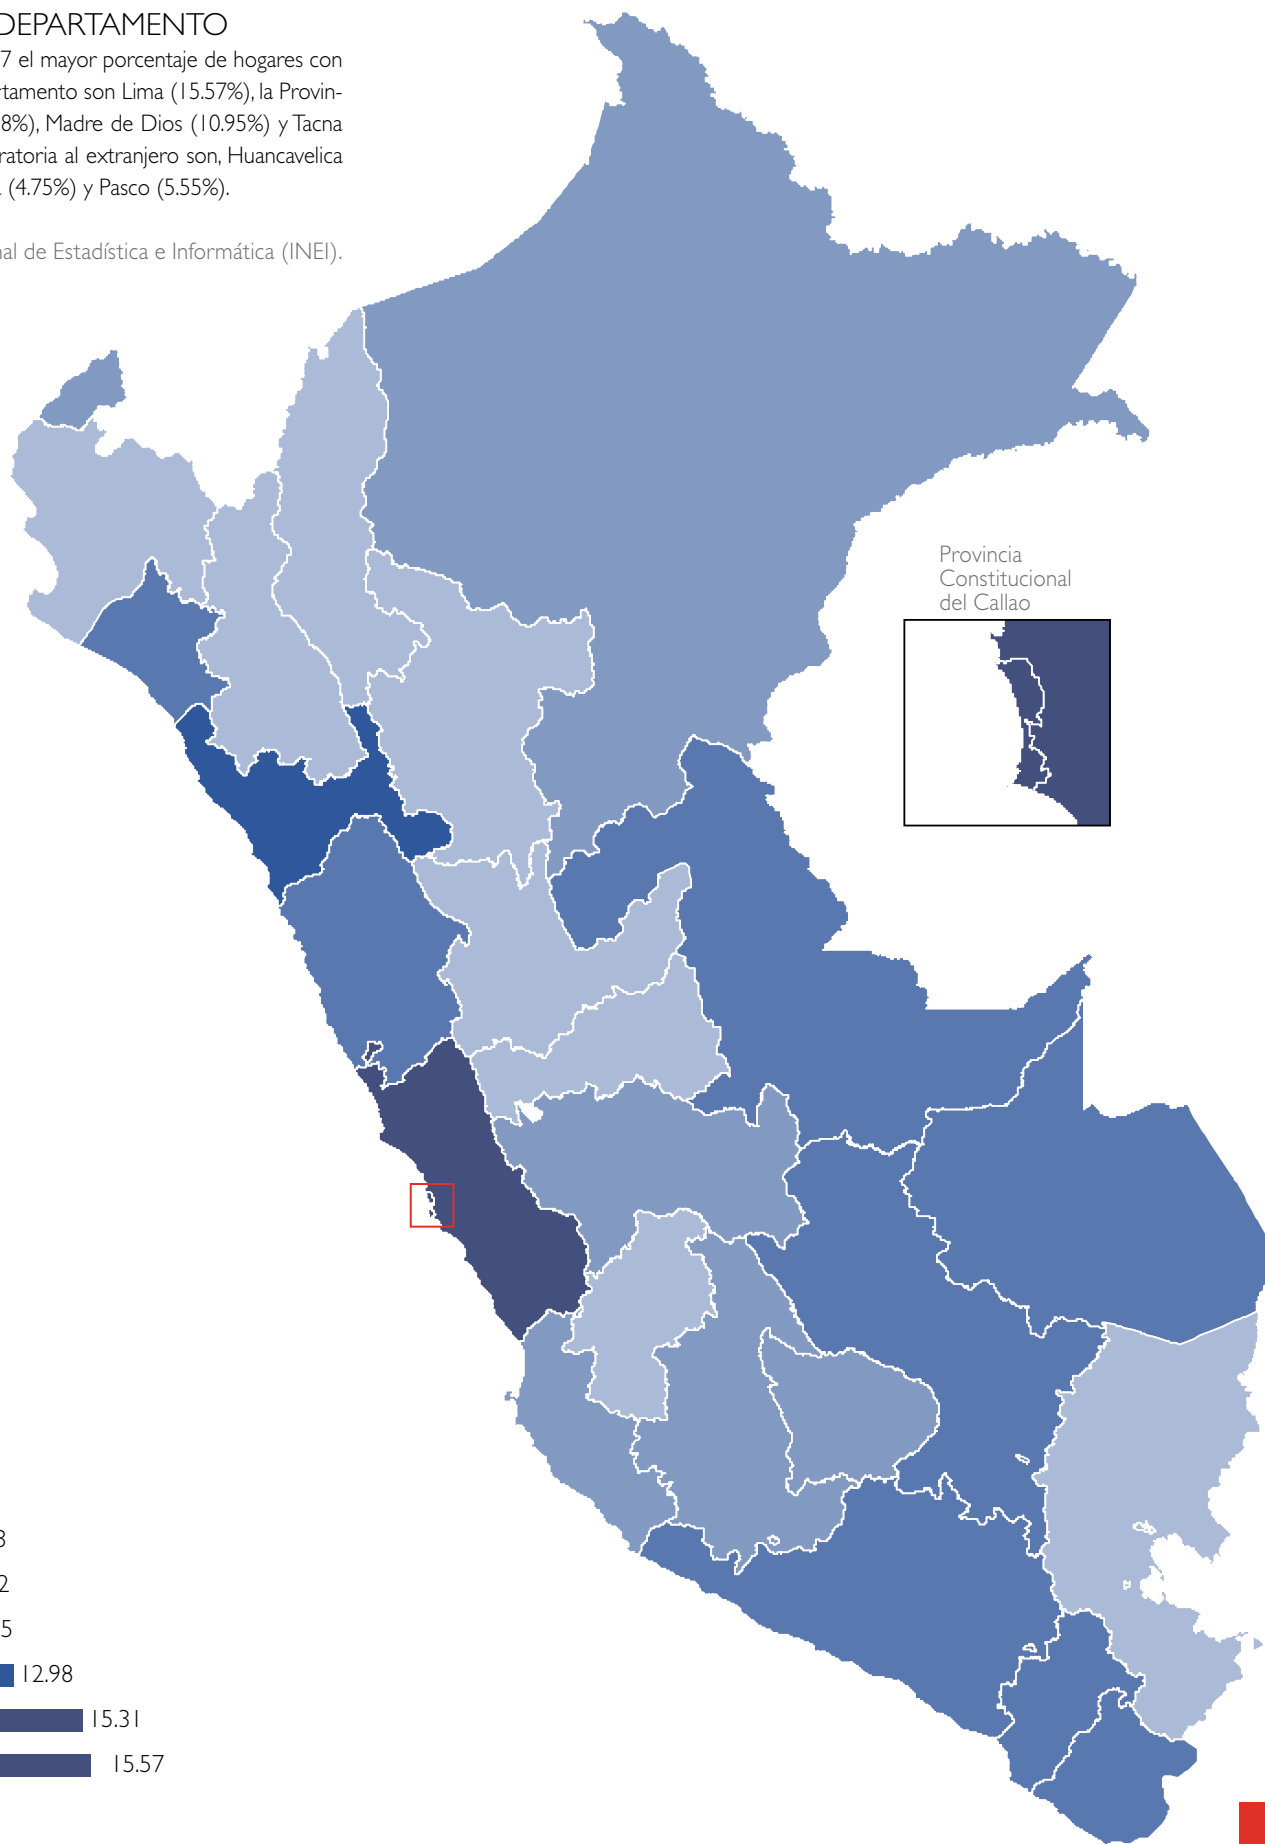 DEPARTAMENTO
7 el mayor porcentaje de hogares con
rtamento son Lima (15.57%), la Provin-
8%), Madre de Dios (10.95%) y Tacna
ratoria al extranjero son, Huancavelica
(4.75%) y Pasco (5.55%).
nal de Estadística e Informática (INEI).
Provincia
Constitucional
del Callao
3
2
5
12.98
15.31
15.57